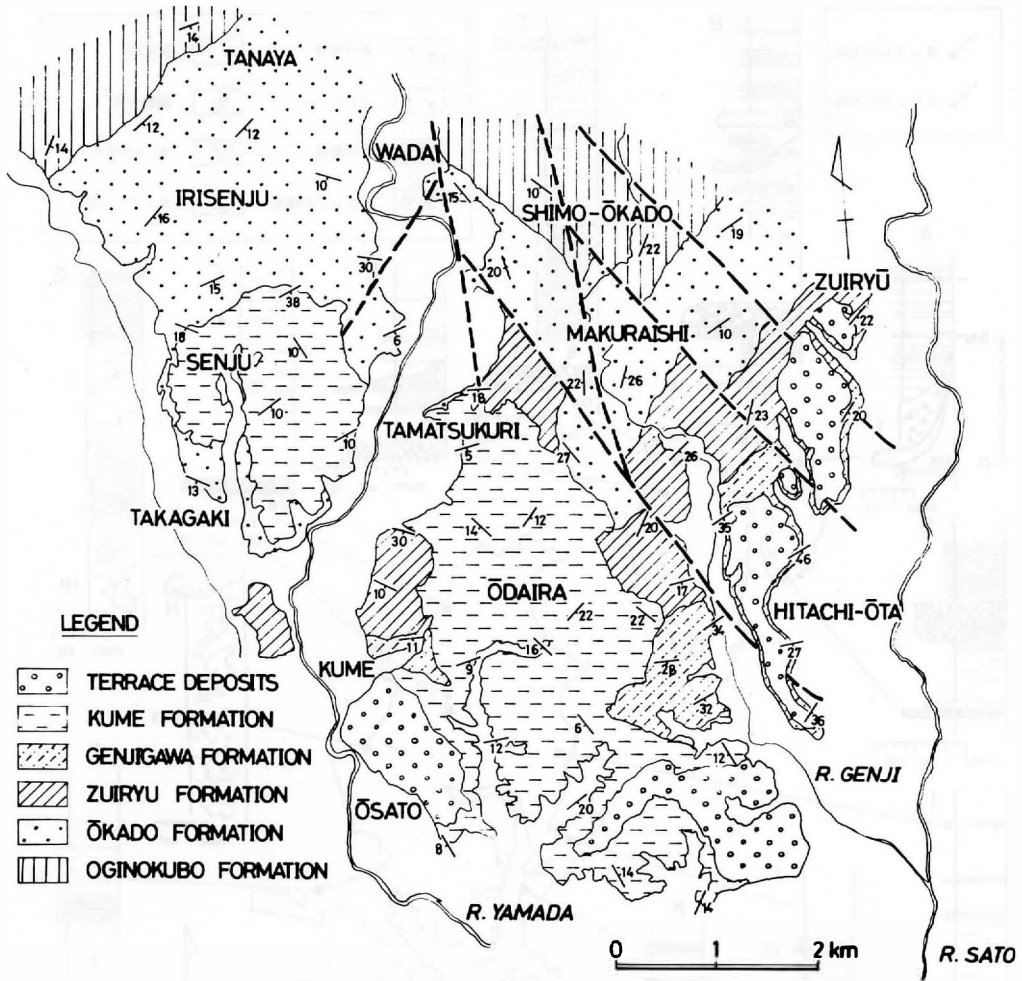 14
TANAYA
12
12
14
WADA
10
15
10
IRISENJU
SHIMO-ŌKADO
16
22
19
30
20
ZUIRYŪ
15
38
22
18
6
MAKURAISHI
10
SENJU
10
22
26
10
18
23
20
10
TAMATSUKURI
5
27
26
13
TAKAGAKI
14
12
20
35
30
46
10
ŌDAIRA
17
22
22
34
HITACHI-ŌTA
11
LEGEND
KUME
9
16
28
27
TERRACE DEPOSITS
32
36
KUME FORMATION
6
12
12
GENJIGAWA FORMATION
R. GENJI
ZUIRYU FORMATION
ŌSATO
20
ŌKADO FORMATION
8
OGINOKUBO FORMATION
14
14
R. YAMADA
0 1 2 km
R. SATO